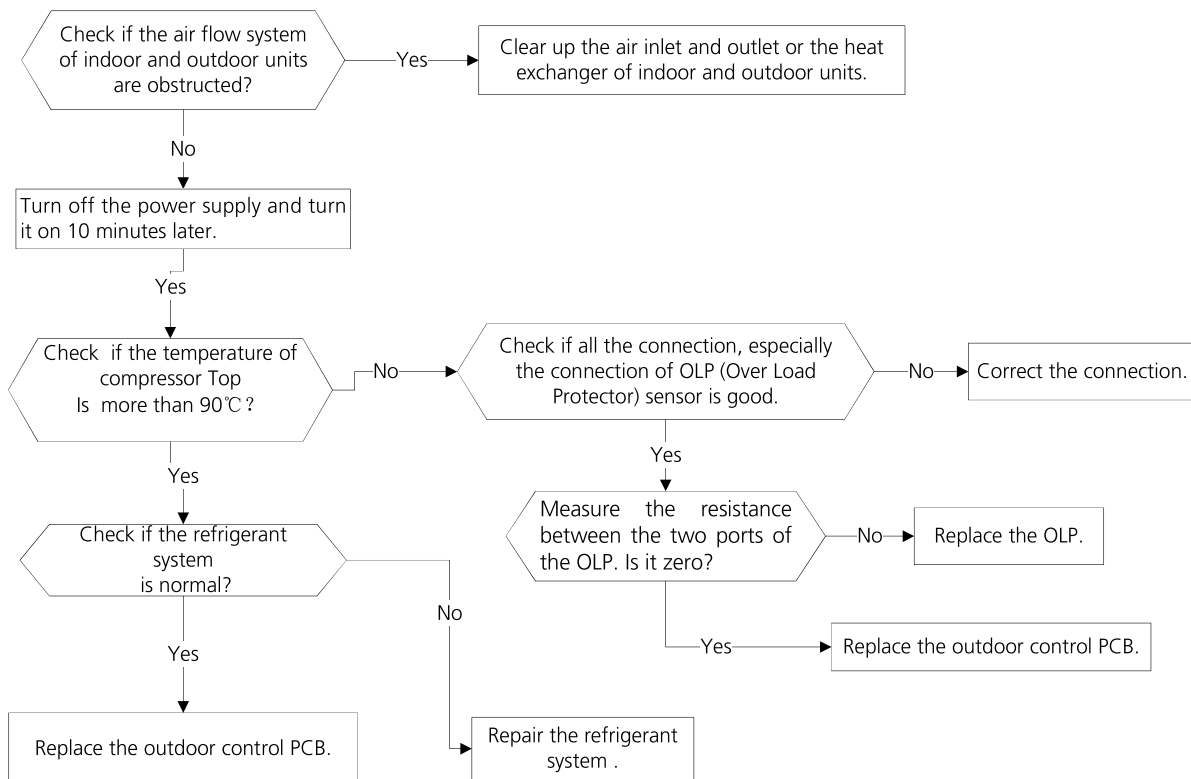 Check if the air flow system
of indoor and outdoor units
are obstructed?
Yes
Clear up the air inlet and outlet or the heat
exchanger of indoor and outdoor units.
No
Turn off the power supply and turn
it on 10 minutes later.
Yes
Check if the temperature of
compressor Top
Is more than 90℃?
No
Check if all the connection, especially
the connection of OLP (Over Load
Protector) sensor is good.
No
Correct the connection.
Yes
Yes
Measure the resistance
between the two ports of
the OLP. Is it zero?
No
Replace the OLP.
Check if the refrigerant
system
is normal?
No
Yes
Yes
Replace the outdoor control PCB.
Replace the outdoor control PCB.
Repair the refrigerant
system .